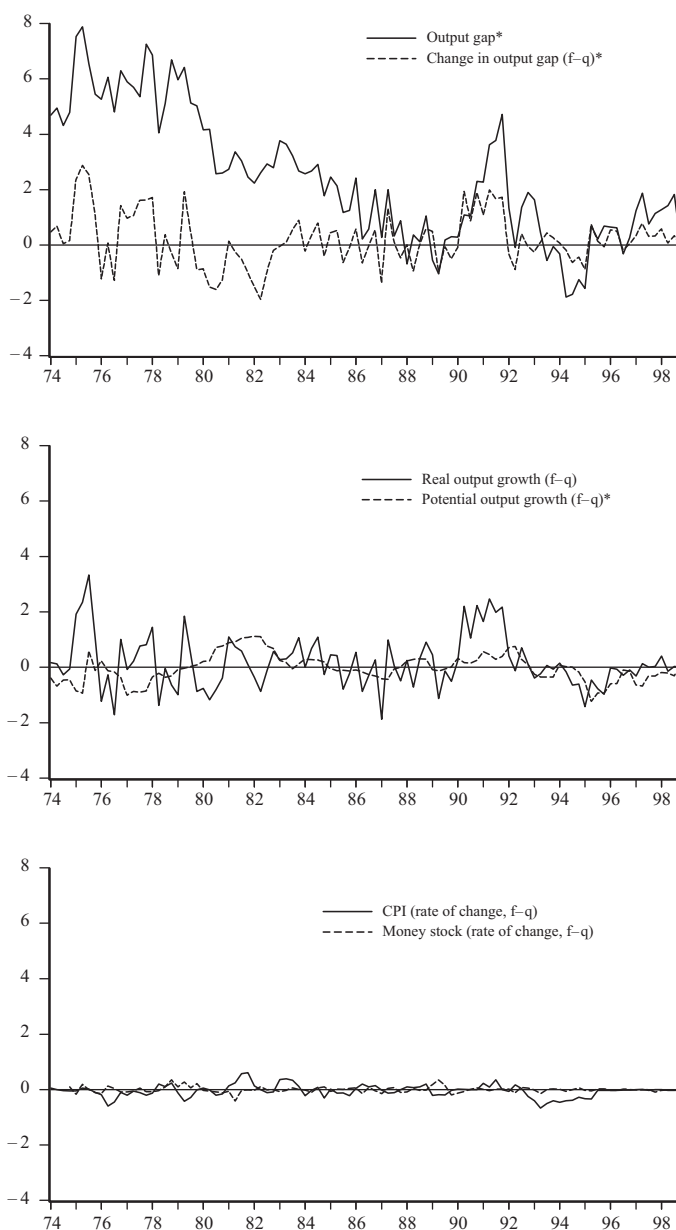 8
Output gap*
Change in output gap (f–q)*
6
4
2
0
−2
−4
74 76 78 80 82 84 86 88 90 92 94 96 98
8
Real output growth (f–q)
Potential output growth (f–q)*
6
4
2
0
−2
−4
74 76 78 80 82 84 86 88 90 92 94 96 98
8
CPI (rate of change, f–q)
Money stock (rate of change, f–q)
6
4
2
0
−2
−4
74 76 78 80 82 84 86 88 90 92 94 96 98